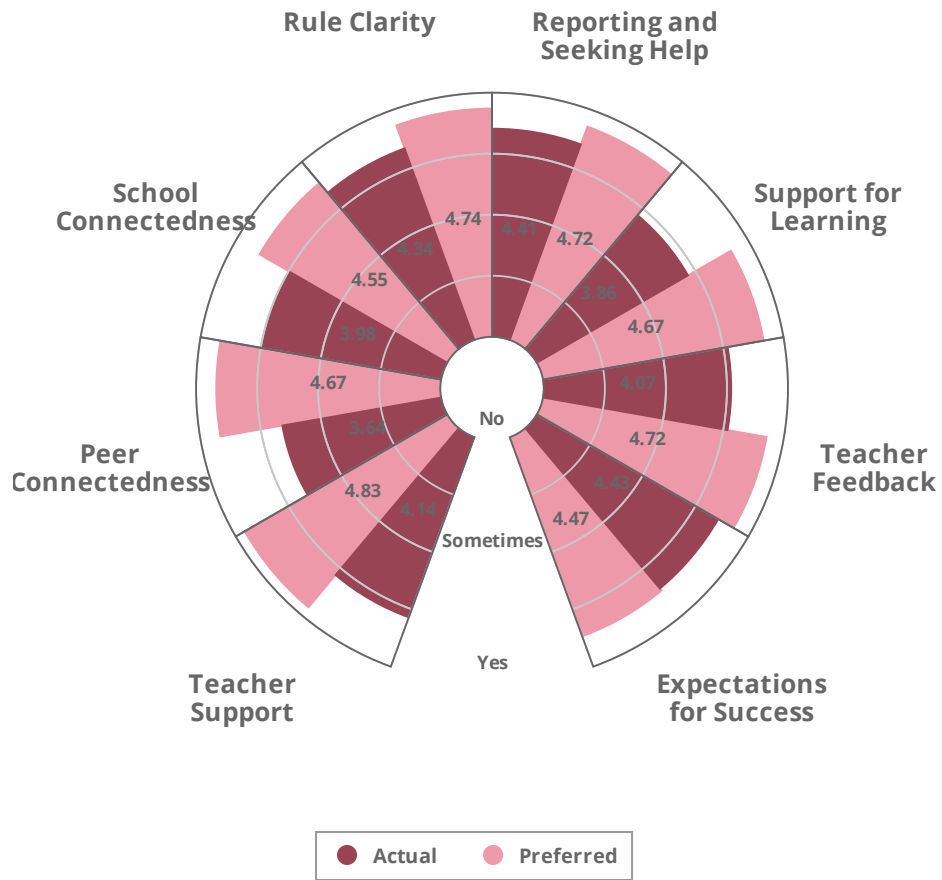 Rule Clarity
Reporting and
Seeking Help
School
Connectedness
Support for
Learning
4.74
4.41
4.72
4.34
4.55
3.86
3.98
4.67
4.67
4.07
3.64
No
4.72
Peer
Connectedness
Teacher
Feedback
4.83
4.43
4.14
4.47
Sometimes
Yes
Teacher
Support
Expectations
for Success
Actual
Preferred